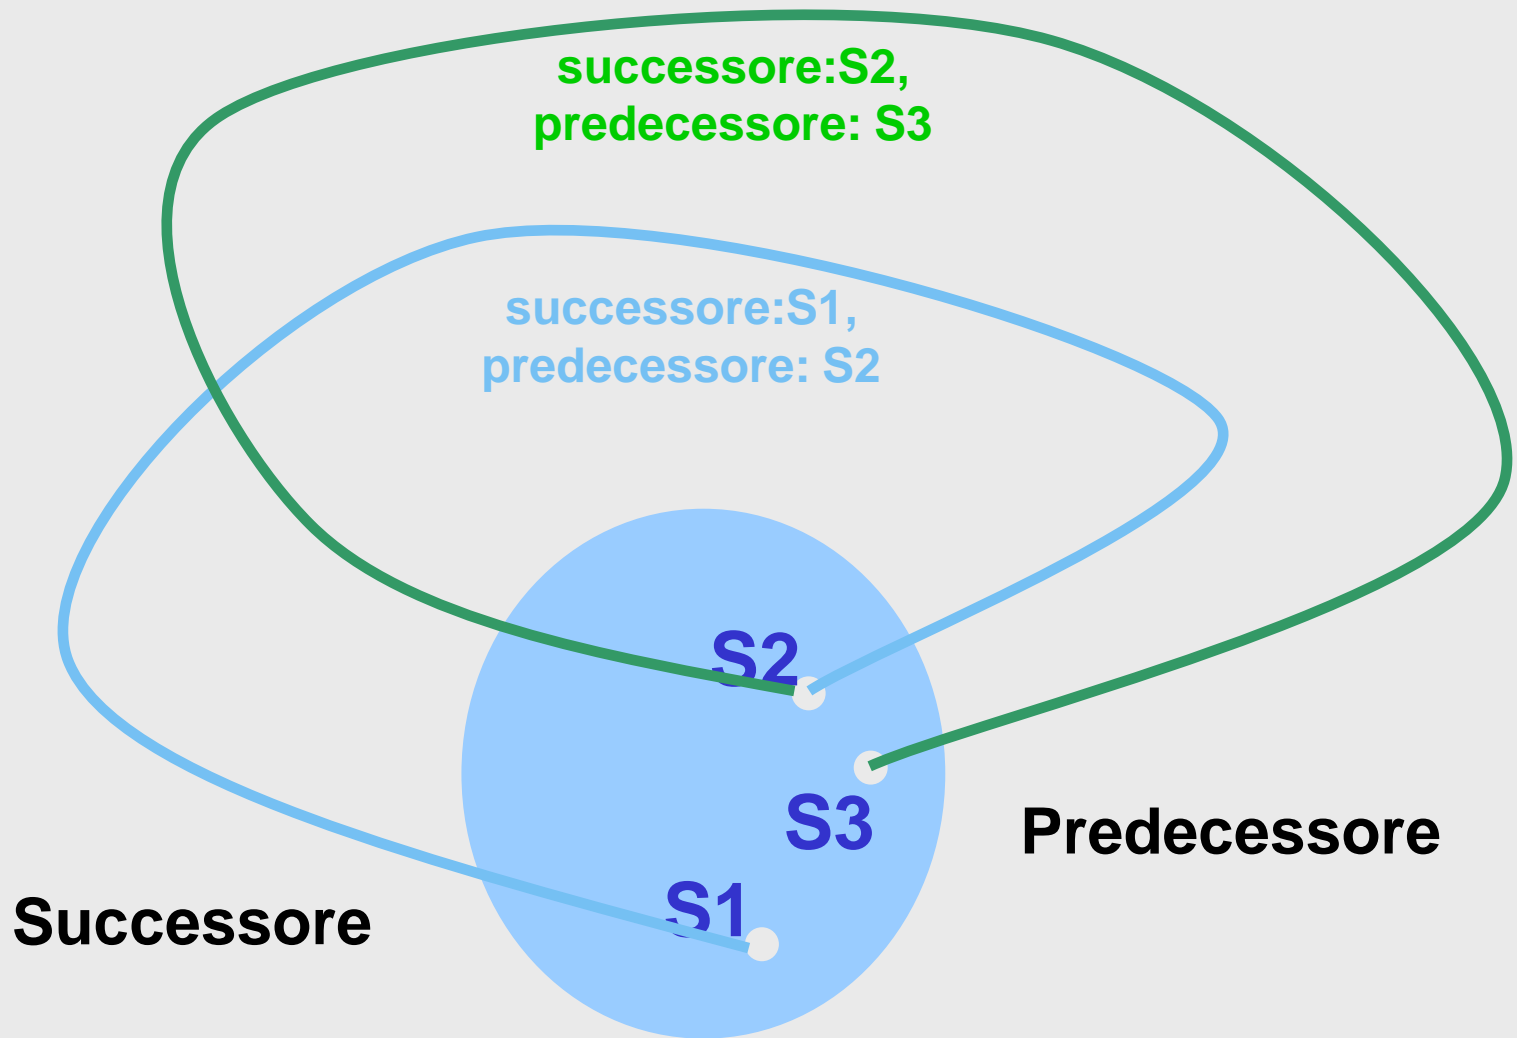 successore:S2,
predecessore: S3
successore:S1,
predecessore: S2
S2
S3
Predecessore
S1
Successore